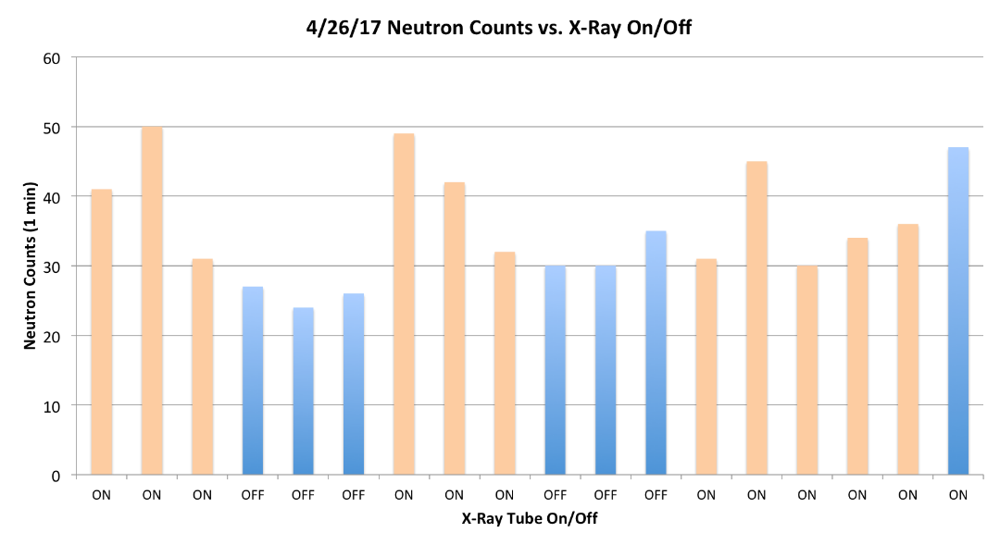 4/26/17 Neutron Counts vs. X-Ray On/Off
60
50
40
30
20
10
0
Neutron Counts (1 min)
ON ON ON OFF OFF OFF ON ON ON OFF OFF OFF ON ON ON ON ON ON
X-Ray Tube On/Off